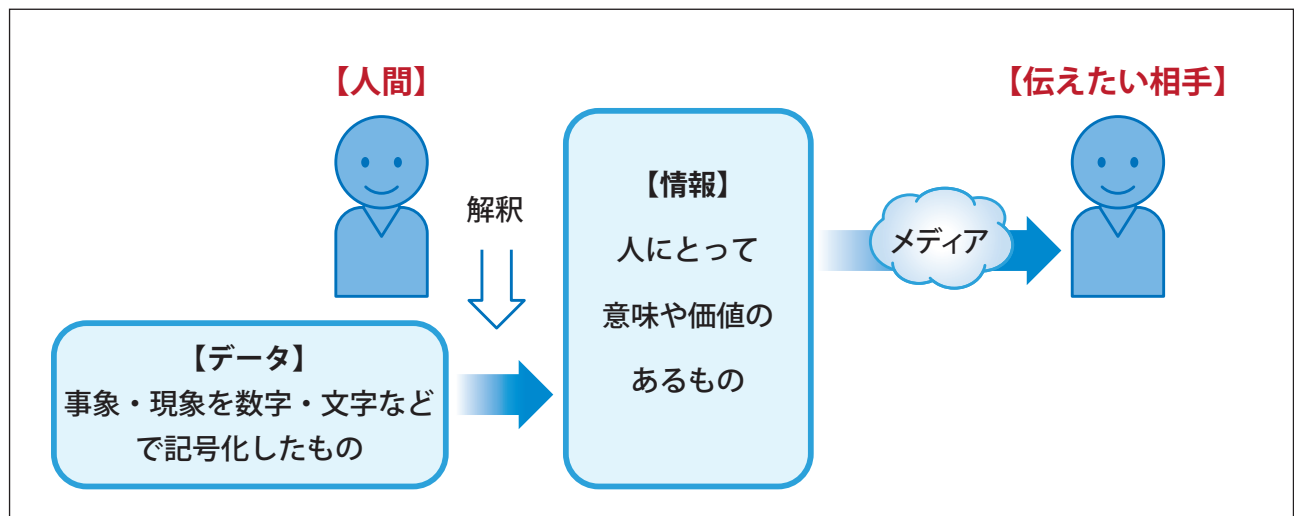 【人間】
【伝えたい相手】
解釈
【情報】
人にとって
意味や価値の
あるもの
メディア
【データ】
事象・現象を数字・文字など
で記号化したもの